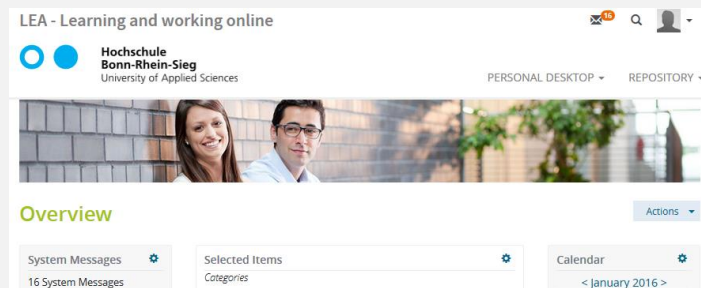 LEA - Learning and working online
16
Hochschule
Bonn-Rhein-Sieg
University of Applied Sciences
PERSONAL DESKTOP
REPOSITORY
Overview
Actions
System Messages
16 System Messages
Selected Items
Categories
Calendar
< January 2016 >